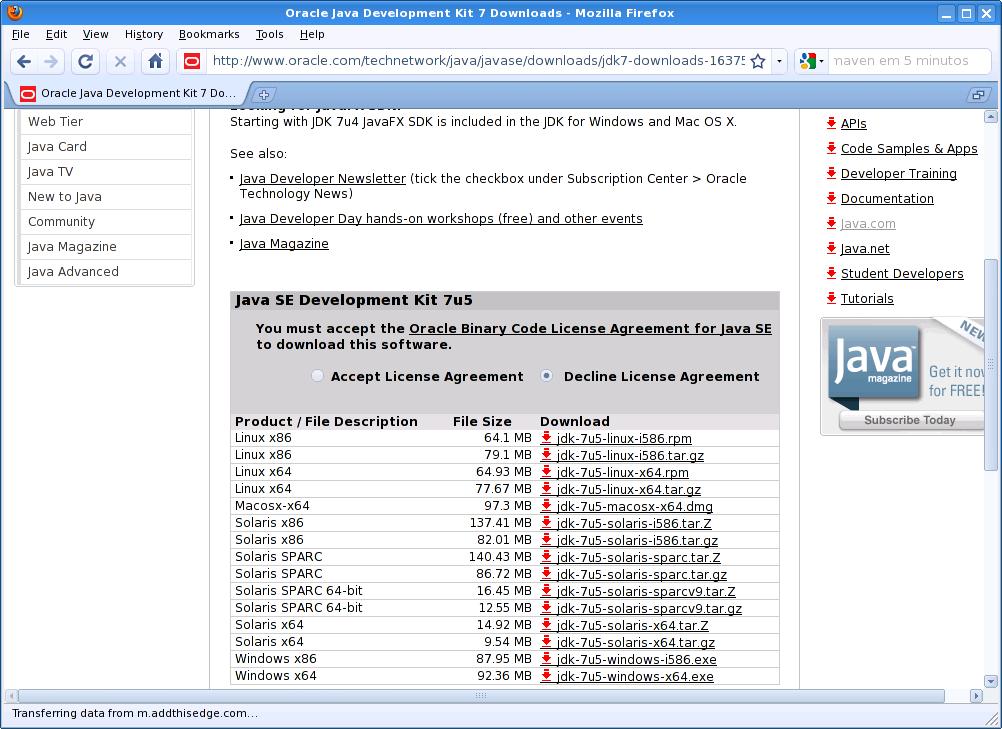 Oracle Java Development Kit 7 Downloads - Mozilla Firefox
File Edit View History Bookmarks Tools Help
http://www.oracle.com/technetwork/java/javase/downloads/jdk7-downloads-16375
maven em 5 minutos
Oracle Java Development Kit 7 Do...
Web Tier
Java Card
Java TV
New to Java
Community
Java Magazine
Java Advanced
Starting with JDK 7u4 JavaFX SDK is included in the JDK for Windows and Mac OS X.
See also:
Java Developer Newsletter (tick the checkbox under Subscription Center > Oracle
Technology News)
Java Developer Day hands-on workshops (free) and other events
Java Magazine
Java SE Development Kit 7u5
You must accept the Oracle Binary Code License Agreement for Java SE
to download this software.
Accept License Agreement Decline License Agreement
Product / File Description File Size Download
Linux x86 64.1 MB jdk-7u5-linux-i586.rpm
Linux x86 79.1 MB jdk-7u5-linux-i586.tar.gz
Linux x64 64.93 MB jdk-7u5-linux-x64.rpm
Linux x64 77.67 MB jdk-7u5-linux-x64.tar.gz
Macosx-x64 97.3 MB jdk-7u5-macosx-x64.dmg
Solaris x86 137.41 MB jdk-7u5-solaris-i586.tar.Z
Solaris x86 82.01 MB jdk-7u5-solaris-i586.tar.gz
Solaris SPARC 140.43 MB jdk-7u5-solaris-sparc.tar.Z
Solaris SPARC 86.72 MB jdk-7u5-solaris-sparc.tar.gz
Solaris SPARC 64-bit 16.45 MB jdk-7u5-solaris-sparcv9.tar.Z
Solaris SPARC 64-bit 12.55 MB jdk-7u5-solaris-sparcv9.tar.gz
Solaris x64 14.92 MB jdk-7u5-solaris-x64.tar.Z
Solaris x64 9.54 MB jdk-7u5-solaris-x64.tar.gz
Windows x86 87.95 MB jdk-7u5-windows-i586.exe
Windows x64 92.36 MB jdk-7u5-windows-x64.exe
APIs
Code Samples & Apps
Developer Training
Documentation
Java.com
Java.net
Student Developers
Tutorials
NEW
Java
magazine
Get it now
for FREE!
Subscribe Today
Transferring data from m.addthisedge.com...